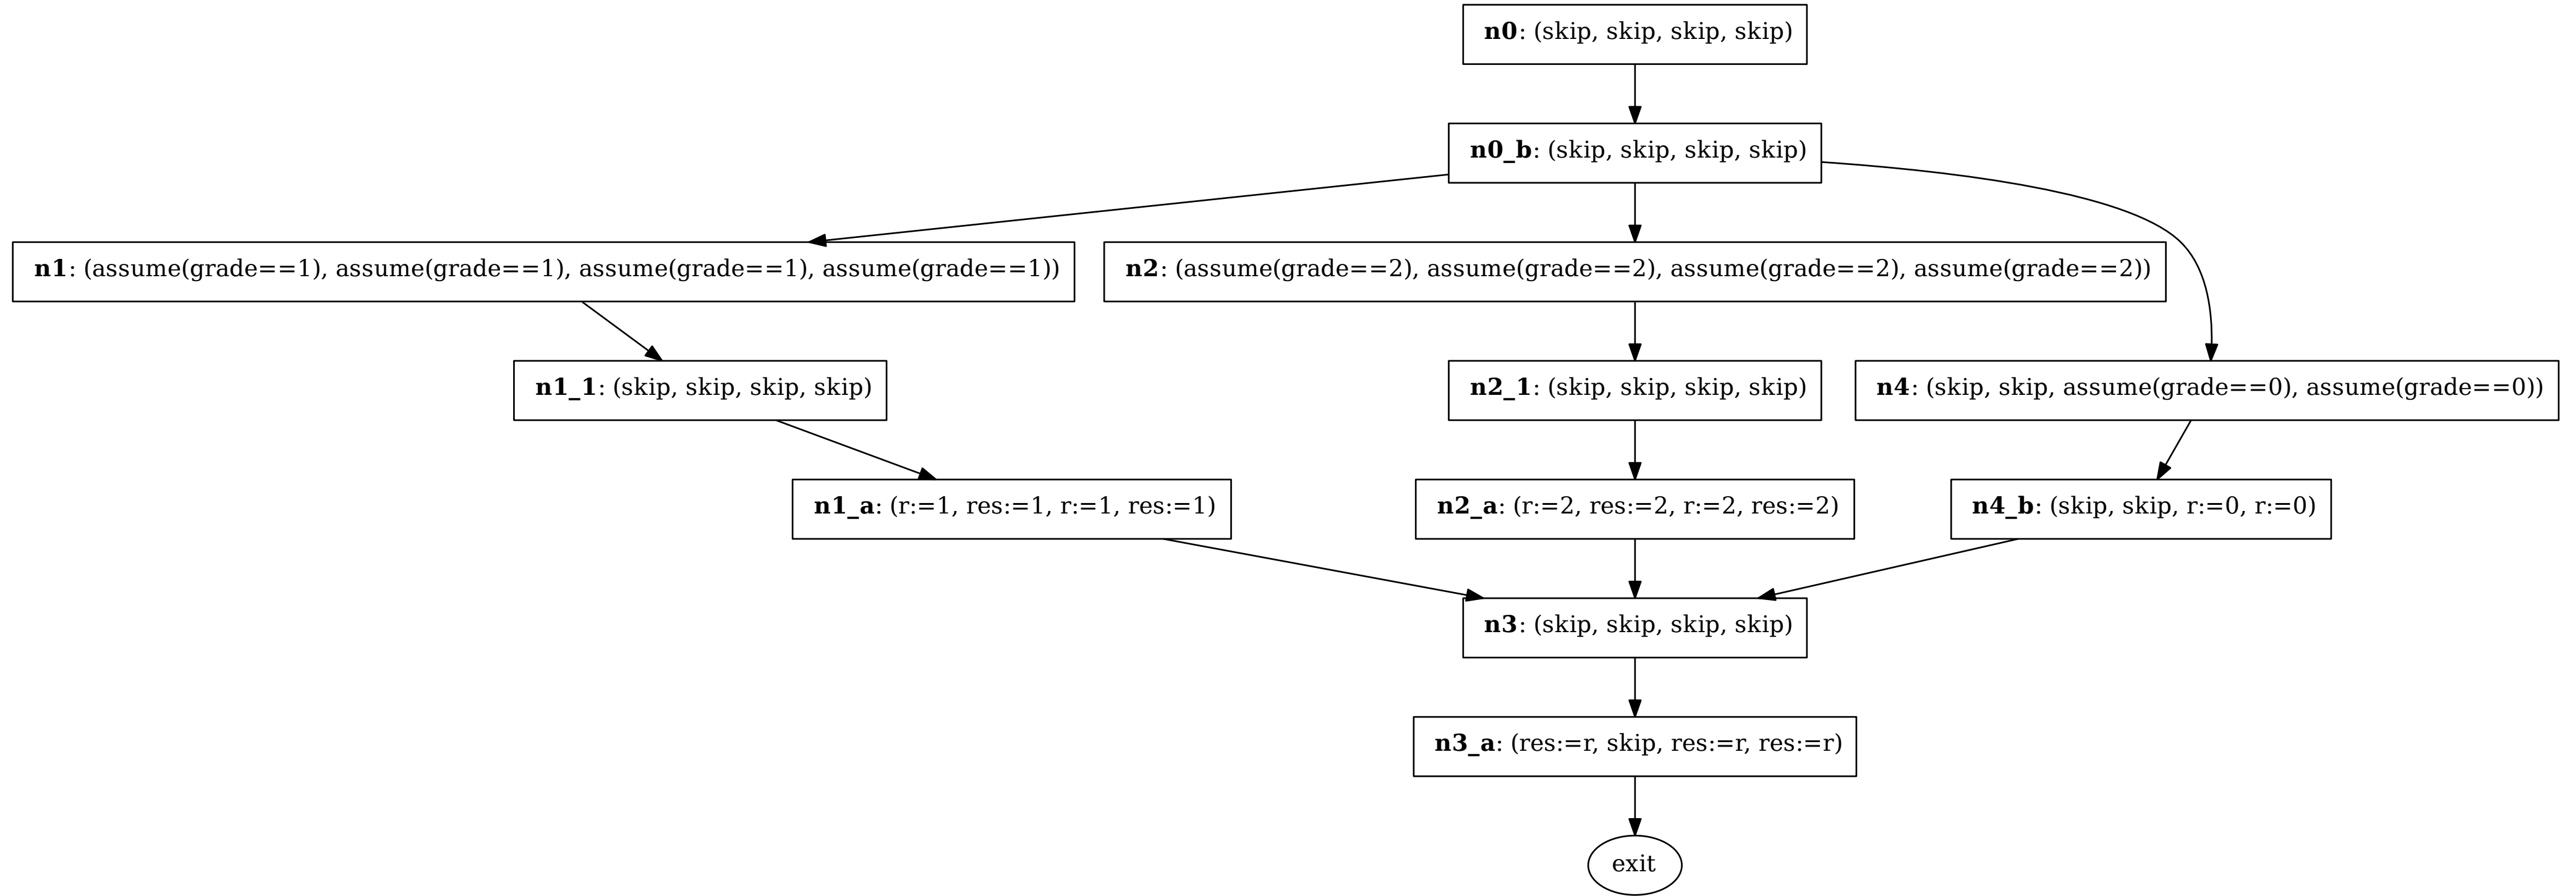 n0: (skip, skip, skip, skip)
n0_b: (skip, skip, skip, skip)
n1: (assume(grade==1), assume(grade==1), assume(grade==1), assume(grade==1))
n2: (assume(grade==2), assume(grade==2), assume(grade==2), assume(grade==2))
n1_1: (skip, skip, skip, skip)
n2_1: (skip, skip, skip, skip)
n4: (skip, skip, assume(grade==0), assume(grade==0))
n1_a: (r:=1, res:=1, r:=1, res:=1)
n2_a: (r:=2, res:=2, r:=2, res:=2)
n4_b: (skip, skip, r:=0, r:=0)
n3: (skip, skip, skip, skip)
n3_a: (res:=r, skip, res:=r, res:=r)
exit